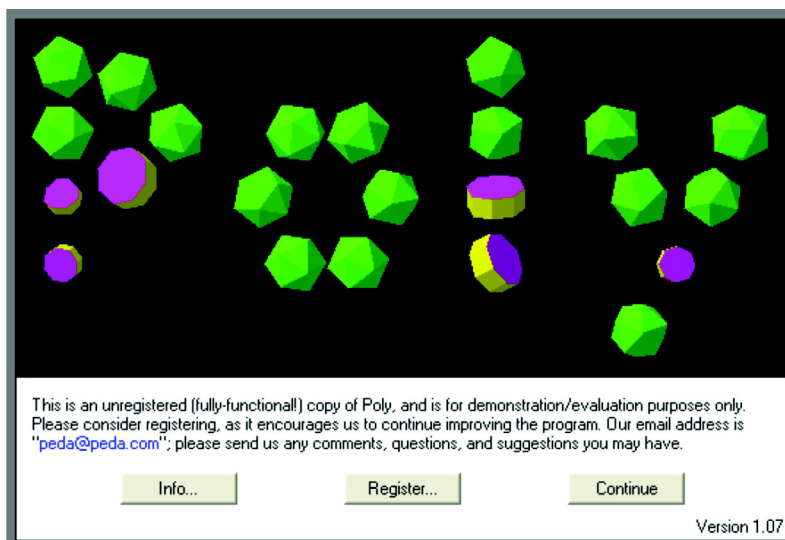 This is an unregistered (fully-functional!) copy of Poly, and is for demonstration/evaluation purposes only.
Please consider registering, as it encourages us to continue improving the program. Our email address is
"peda@peda.com"; please send us any comments, questions, and suggestions you may have.
Info...
Register...
Continue
Version 1.07